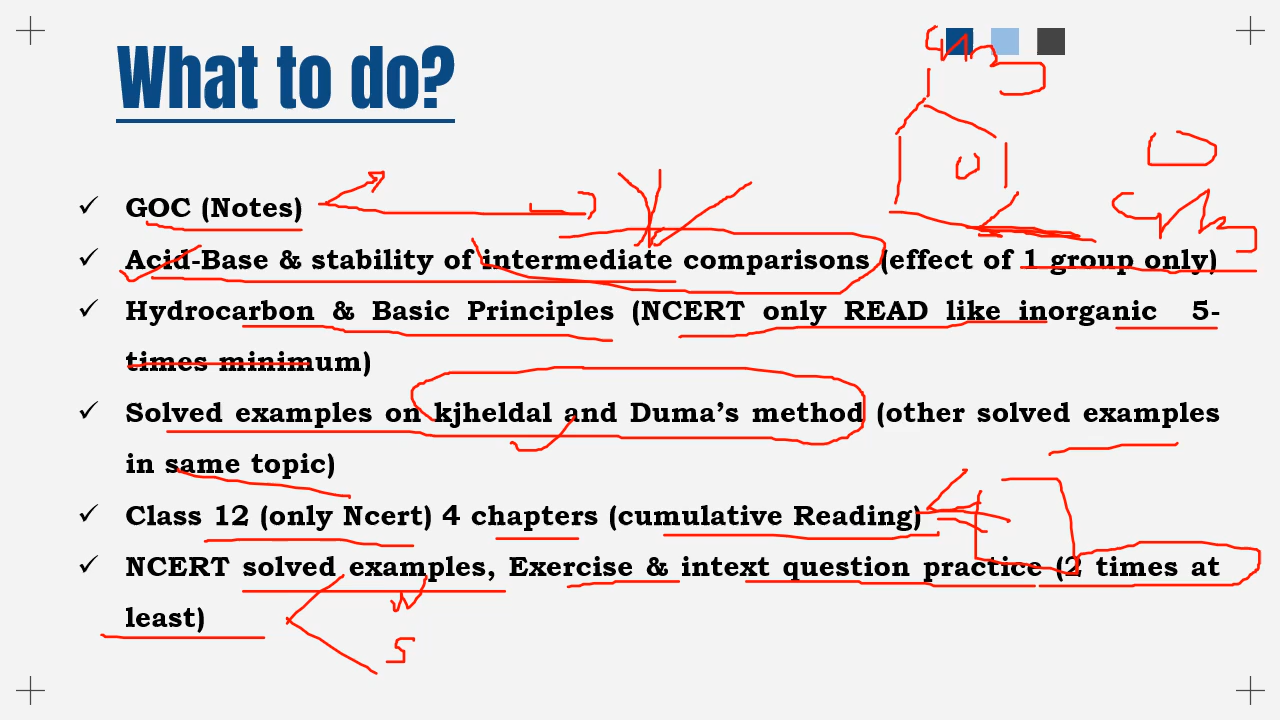 What to do?
GOC (Notes)
Acid-Base & stability of intermediate comparisons (effect of 1 group only)
Hydrocarbon & Basic Principles (NCERT only READ like inorganic 5-
times minimum)
Solved examples on kjheldal and Duma's method (other solved examples
in same topic)
Class 12 (only Ncert) 4 chapters (cumulative Reading)
NCERT solved examples, Exercise & intext question practice (2 times at
least)